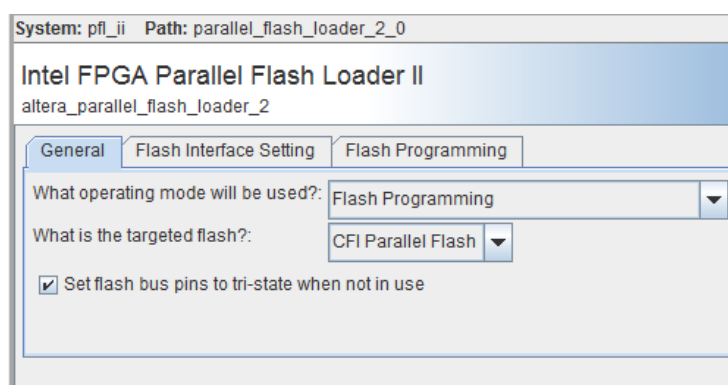 System: pfl_ii Path: parallel_flash_loader_2_0
Intel FPGA Parallel Flash Loader II
altera_parallel_flash_loader_2
General Flash Interface Setting Flash Programming
What operating mode will be used?: Flash Programming
What is the targeted flash?: CFI Parallel Flash
Set flash bus pins to tri-state when not in use